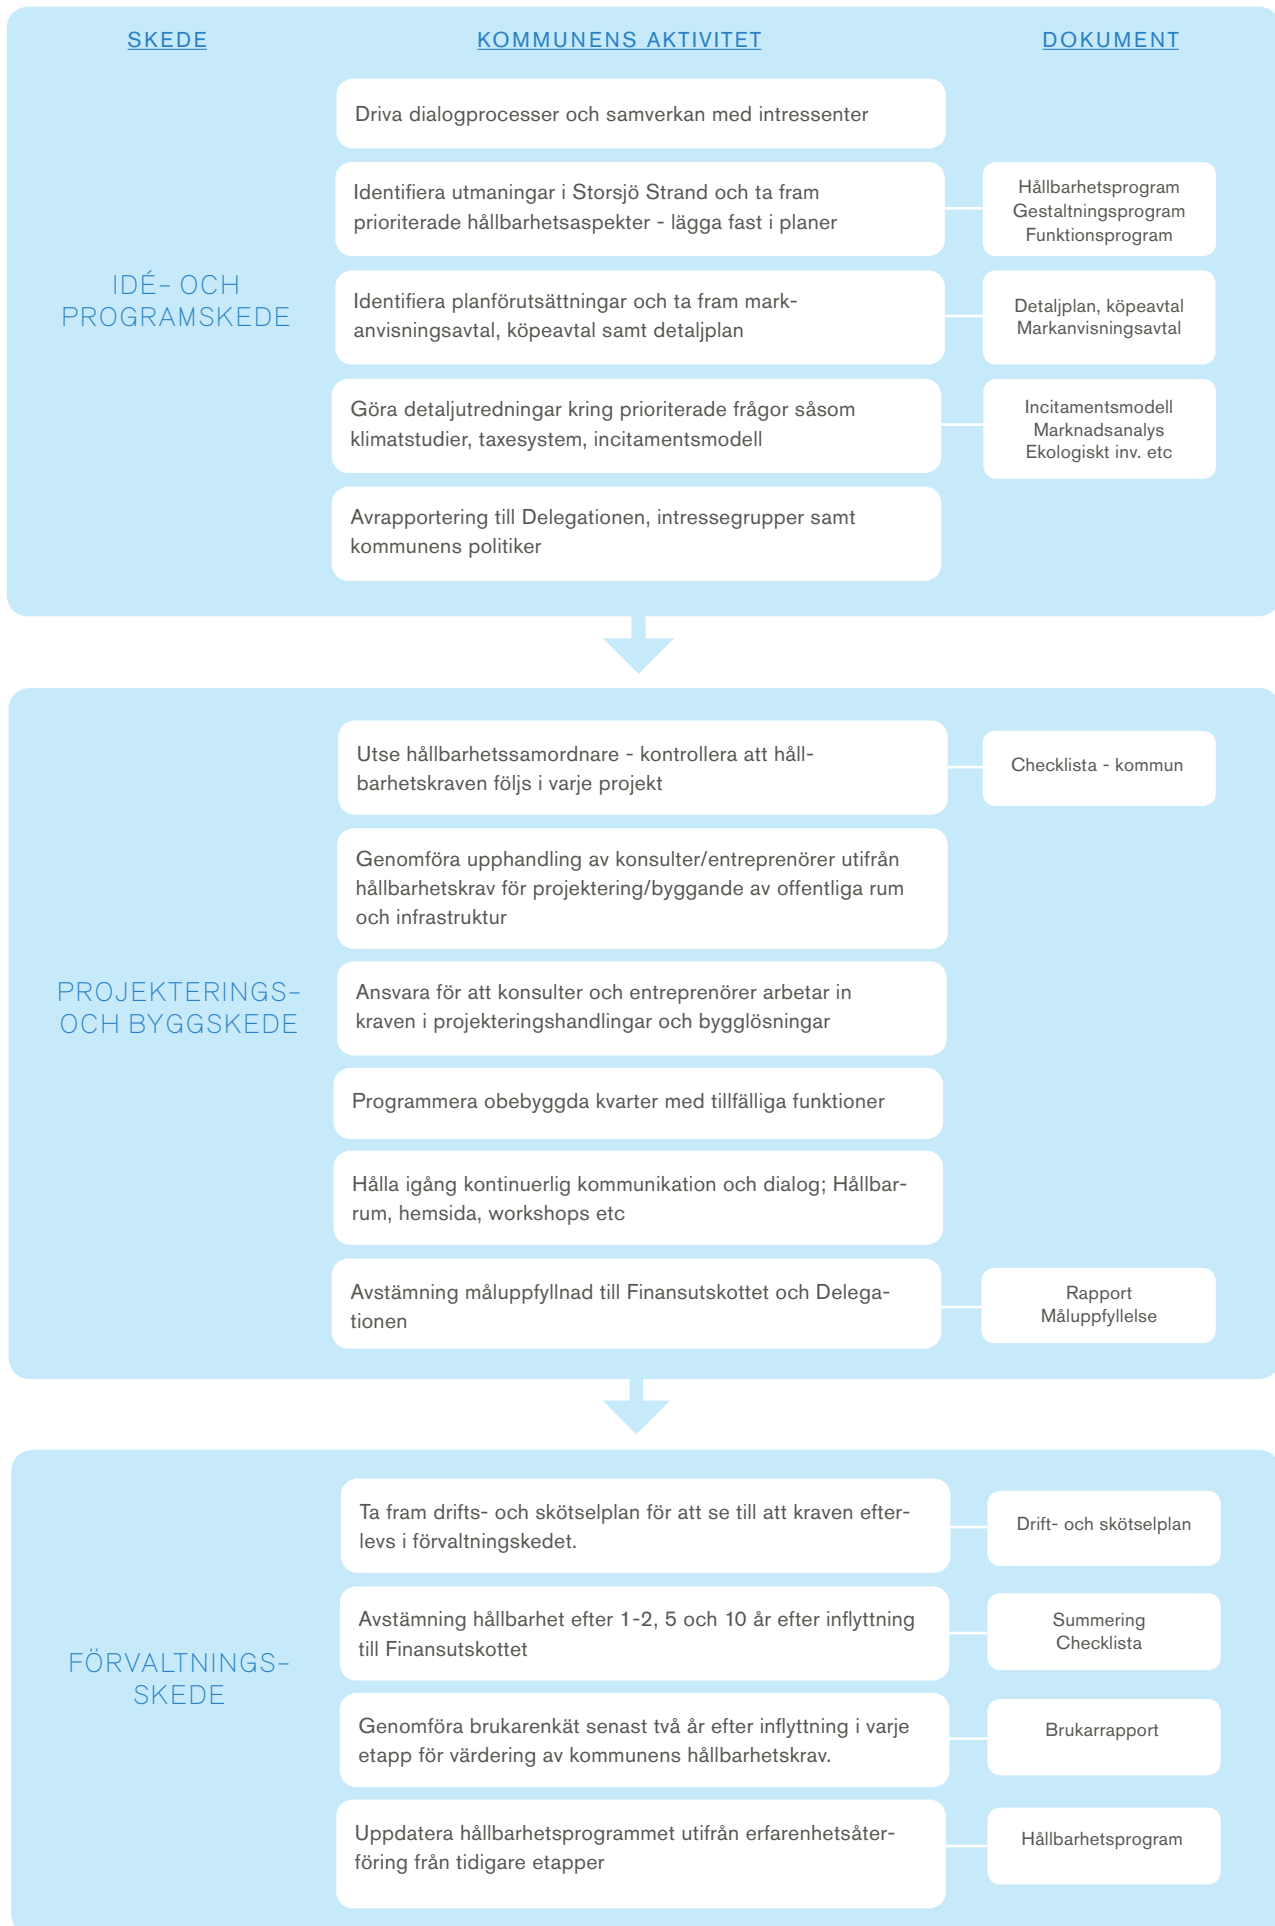 SKEDE
KOMMUNENS AKTIVITET
DOKUMENT
IDÉ- OCH
PROGRAMSKEDE
Driva dialogprocesser och samverkan med intressenter
Identifiera utmaningar i Storsjö Strand och ta fram
prioriterade hållbarhetsaspekter - lägga fast i planer
Hållbarhetsprogram
Gestaltningsprogram
Funktionsprogram
Identifiera planförutsättningar och ta fram mark-
anvisningsavtal, köpeavtal samt detaljplan
Detaljplan, köpeavtal
Markanvisningsavtal
Göra detaljutredningar kring prioriterade frågor såsom
klimatstudier, taxesystem, incitamentsmodell
Incitamentsmodell
Marknadsanalys
Ekologiskt inv. etc
Avrapportering till Delegationen, intressegrupper samt
kommunens politiker
PROJEKTERINGS-
OCH BYGGSKEDE
Utse hållbarhetssamordnare - kontrollera att håll-
barhetskraven följs i varje projekt
Checklista - kommun
Genomföra upphandling av konsulter/entreprenörer utifrån
hållbarhetskrav för projektering/byggande av offentliga rum
och infrastruktur
Ansvara för att konsulter och entreprenörer arbetar in
kraven i projekteringshandlingar och bygglösningar
Programmera obebyggda kvarter med tillfälliga funktioner
Hålla igång kontinuerlig kommunikation och dialog; Hållbar-
rum, hemsida, workshops etc
Avstämning måluppfyllnad till Finansutskottet och Delega-
tionen
Rapport
Måluppfyllelse
FÖRVALTNINGS-
SKEDE
Ta fram drifts- och skötselplan för att se till att kraven efter-
levs i förvaltningskedet.
Drift- och skötselplan
Avstämning hållbarhet efter 1-2, 5 och 10 år efter inflyttning
till Finansutskottet
Summering
Checklista
Genomföra brukarenkät senast två år efter inflyttning i varje
etapp för värdering av kommunens hållbarhetskrav.
Brukarrapport
Uppdatera hållbarhetsprogrammet utifrån erfarenhetsåter-
föring från tidigare etapper
Hållbarhetsprogram